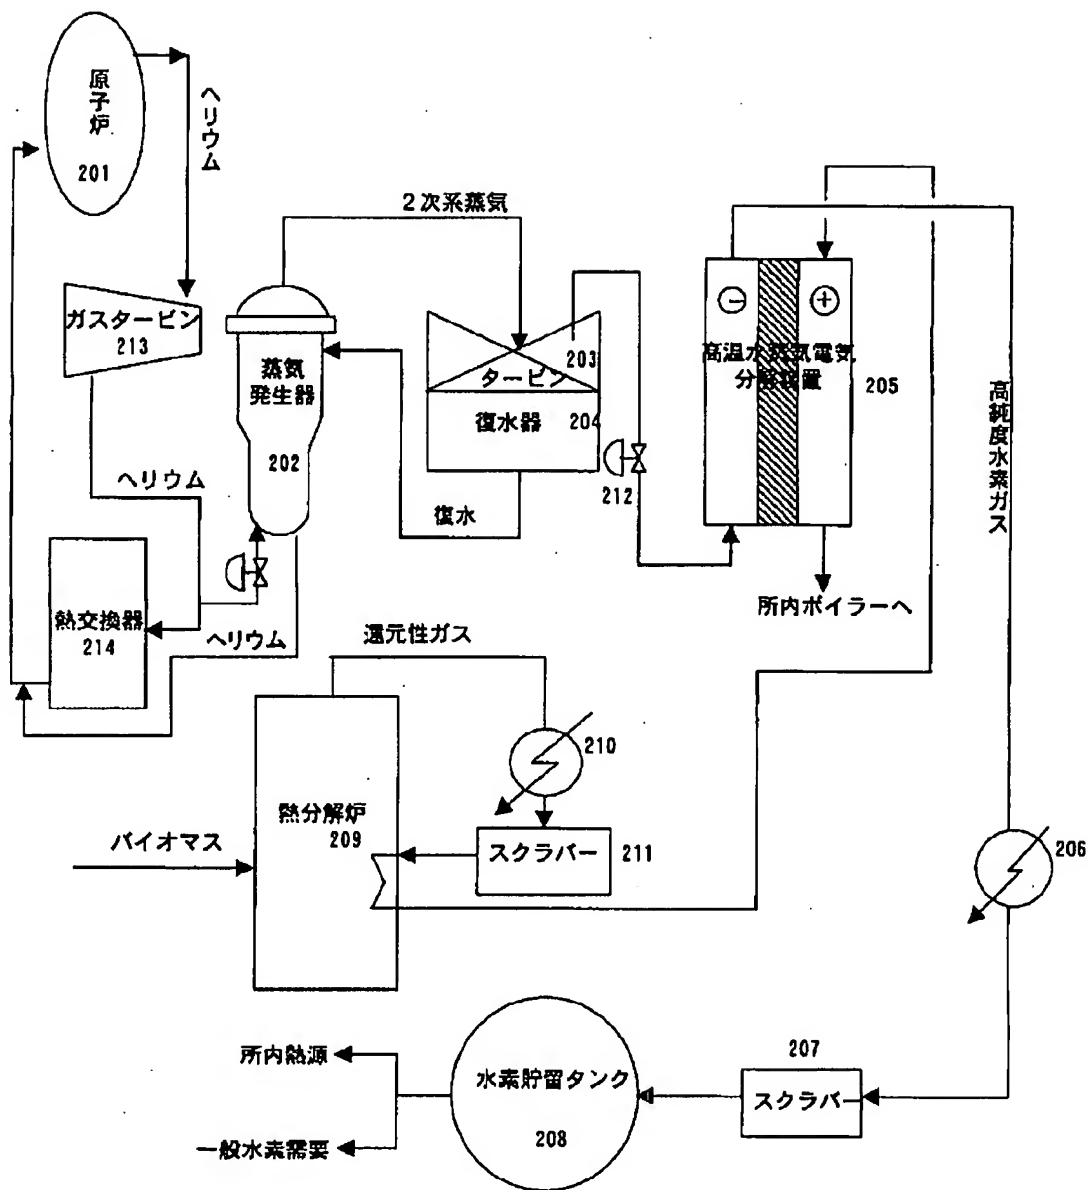 原子炉
201
ヘリウム
2次系蒸気
ガスタービン
213
蒸気
発生器
202
203
タービン
復水器 204
212
復水
ヘリウム
高温水蒸気電気
分解装置
205
高純度水素ガス
所内ボイラーへ
熱交換器
214
ヘリウム
還元性ガス
210
熱分解炉
209
バイオマス
スクラバー
211
206
207
スクラバー
水素貯留タンク
208
所内熱源
一般水素需要